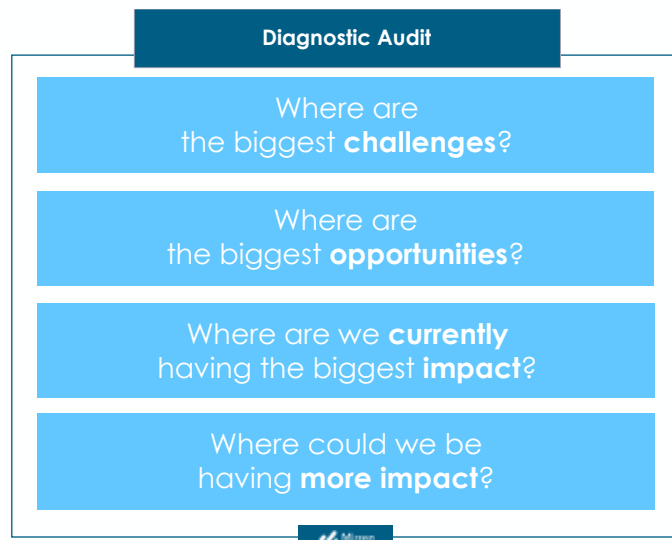 Diagnostic Audit
Where are
the biggest challenges?
Where are
the biggest opportunities?
Where are we currently
having the biggest impact?
Where could we be
having more impact?